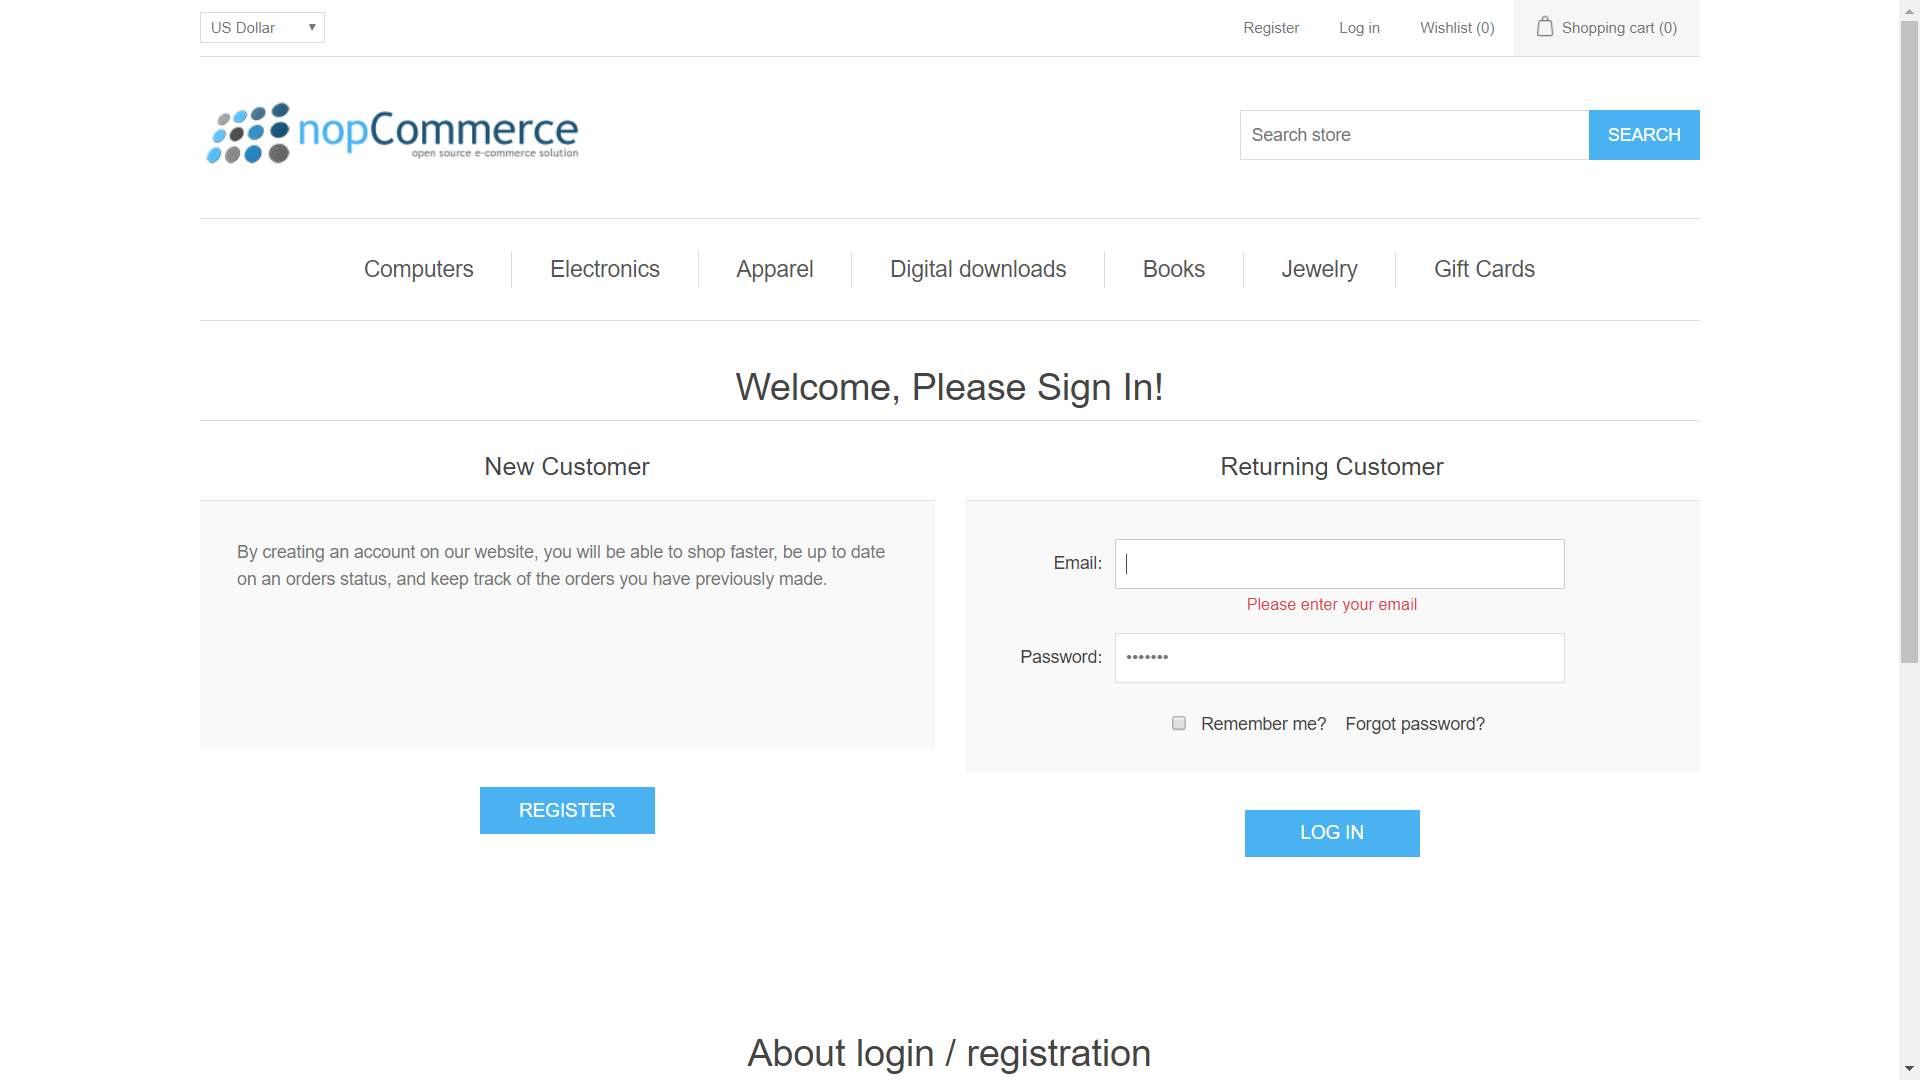 US Dollar
Register
Log in
Wishlist (0)
Shopping cart (0)
nopCommerce
open source e-commerce solution
Search store
SEARCH
Computers
Electronics
Apparel
Digital downloads
Books
Jewelry
Gift Cards
Welcome, Please Sign In!
New Customer
By creating an account on our website, you will be able to shop faster, be up to date
on an orders status, and keep track of the orders you have previously made.
REGISTER
Returning Customer
Email:
Please enter your email
Password:
•••••••
Remember me?
Forgot password?
LOG IN
About login / registration